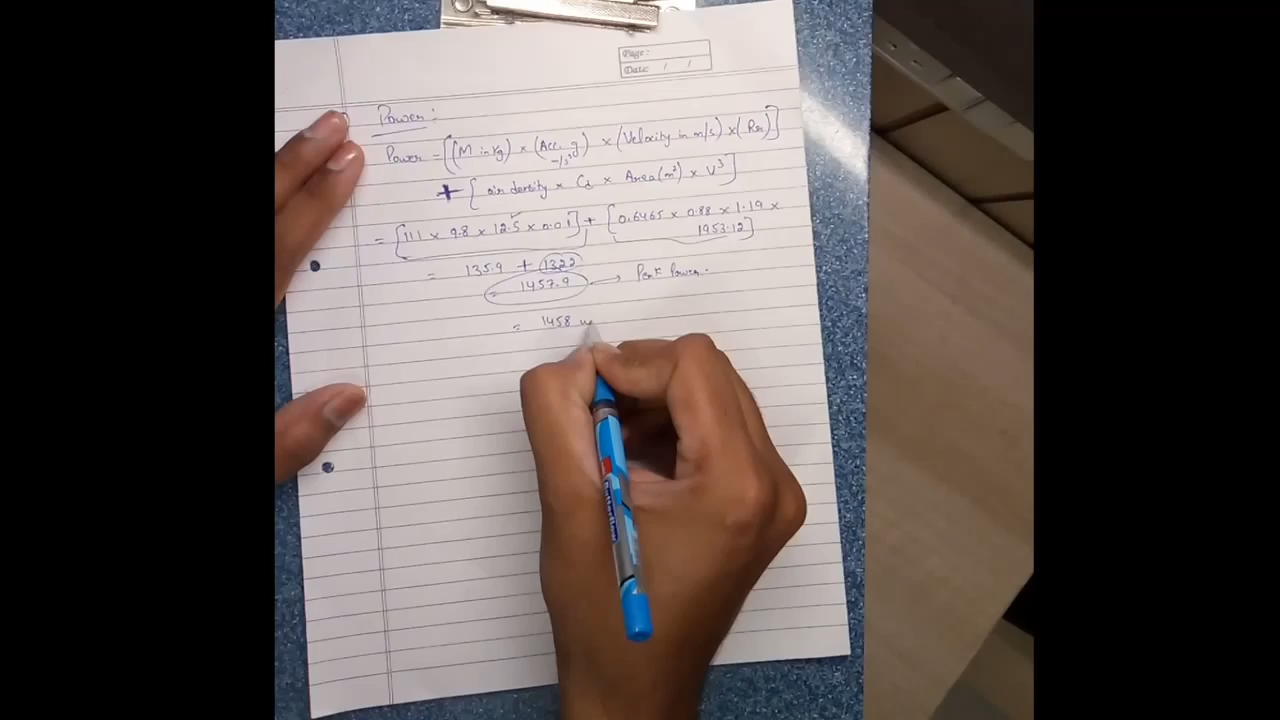 Page:
Date: / /
Power:
Power = [(M in kg) × (Acc. g) × (Velocity in m/s) × (Rr)]
m/s²
+ [air density × Cd × Area(m²) × V³]
= [111 × 9.8 × 12.5 × 0.01] + [0.6465 × 0.88 × 1.19 ×
1953.12]
= 135.9 + 1322
= 1457.9 → Peak Power.
= 1458 w
Butterflow